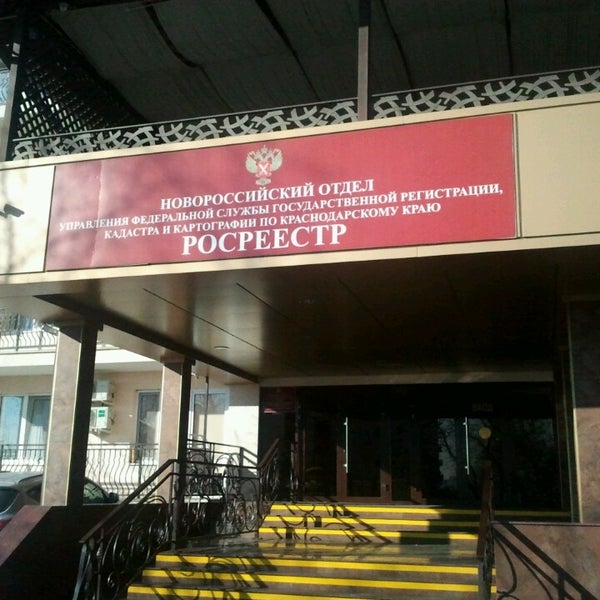 НОВОРОССИЙСКИЙ ОТДЕЛ
УПРАВЛЕНИЯ ФЕДЕРАЛЬНОЙ СЛУЖБЫ ГОСУДАРСТВЕННОЙ РЕГИСТРАЦИИ,
КАДАСТРА И КАРТОГРАФИИ ПО КРАСНОДАРСКОМУ КРАЮ
РОСРЕЕСТР